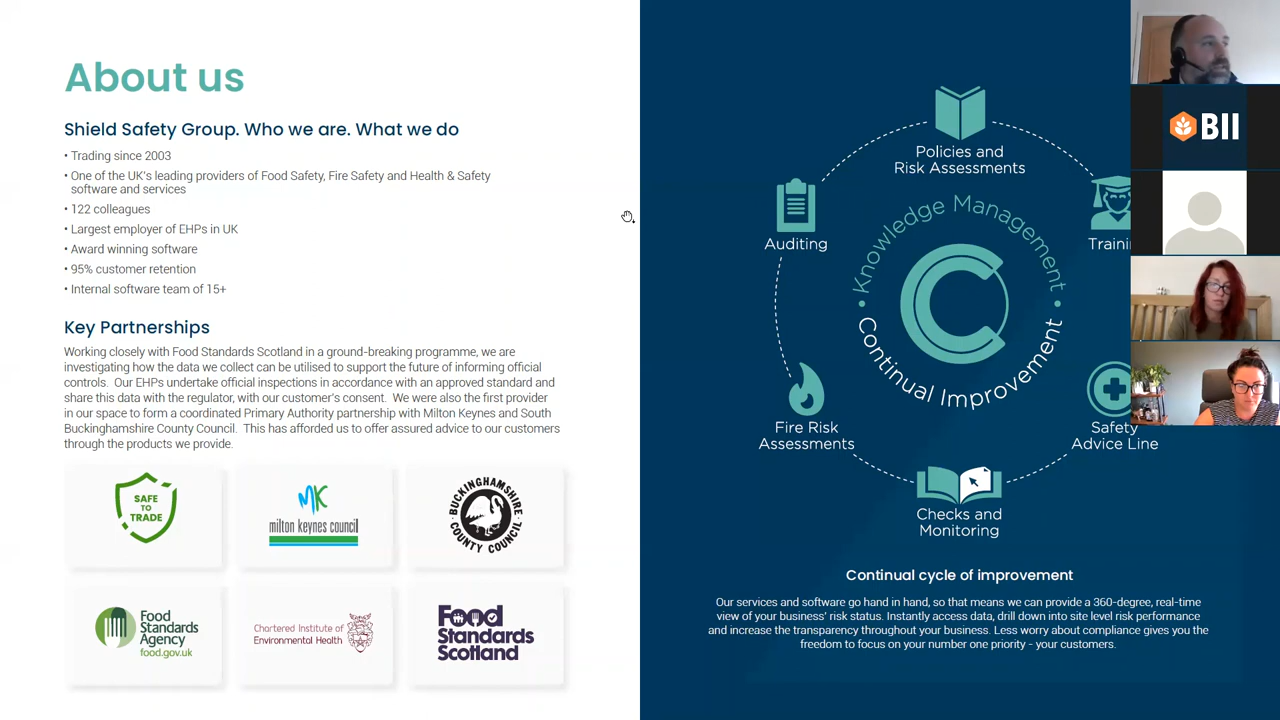 About us
Shield Safety Group. Who we are. What we do
• Trading since 2003
• One of the UK's leading providers of Food Safety, Fire Safety and Health & Safety
software and services
• 122 colleagues
• Largest employer of EHPs in UK
• Award winning software
• 95% customer retention
• Internal software team of 15+
Key Partnerships
Working closely with Food Standards Scotland in a ground-breaking programme, we are
investigating how the data we collect can be utilised to support the future of informing official
controls. Our EHPs undertake official inspections in accordance with an approved standard and
share this data with the regulator, with our customer's consent. We were also the first provider
in our space to form a coordinated Primary Authority partnership with Milton Keynes and South
Buckinghamshire County Council. This has afforded us to offer assured advice to our customers
through the products we provide.
SAFE
TO
TRADE
MK
milton keynes council
BUCKINGHAMSHIRE
COUNTY COUNCIL
Food
Standards
Agency
food.gov.uk
Chartered Institute of
Environmental Health
Food
Standards
Scotland
Policies and
Risk Assessments
Auditing
Trainin
Knowledge Management
C
Continual Improvement
Fire Risk
Assessments
Safety
Advice Line
Checks and
Monitoring
Continual cycle of improvement
Our services and software go hand in hand, so that means we can provide a 360-degree, real-time
view of your business' risk status. Instantly access data, drill down into site level risk performance
and increase the transparency throughout your business. Less worry about compliance gives you the
freedom to focus on your number one priority - your customers.
BII